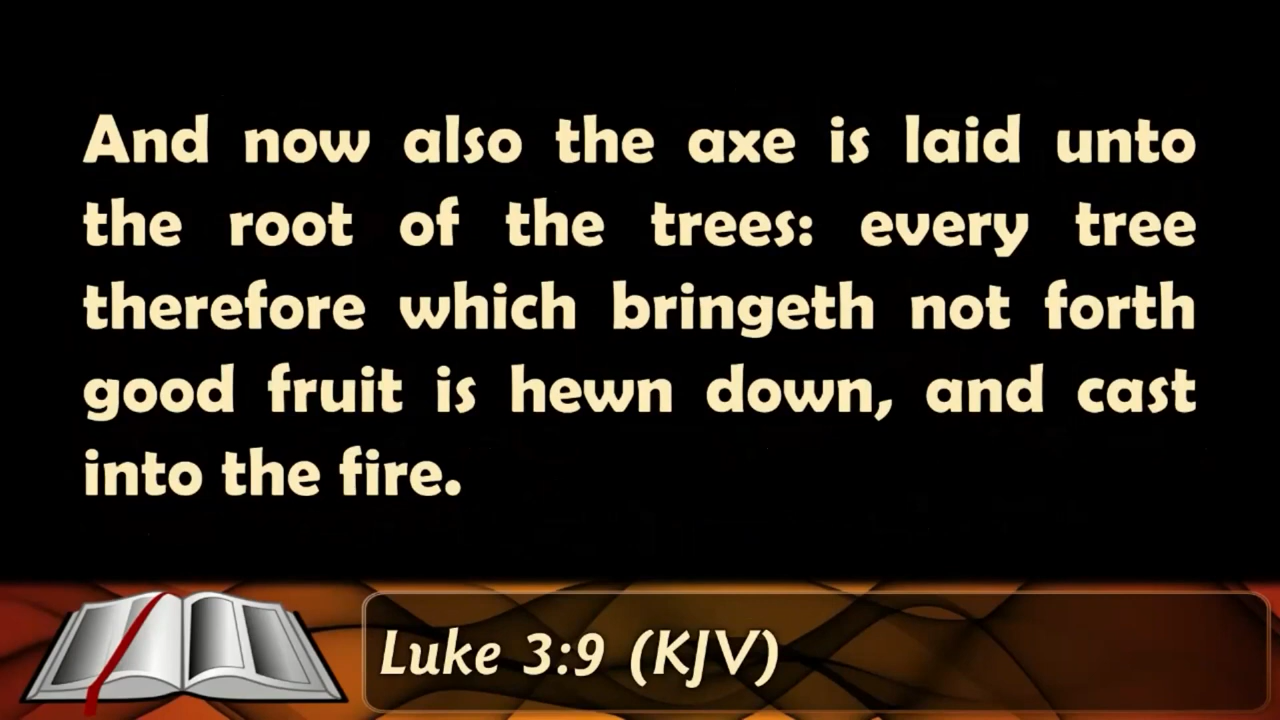 And now also the axe is laid unto
the root of the trees: every tree
therefore which bringeth not forth
good fruit is hewn down, and cast
into the fire.
Luke 3:9 (KJV)